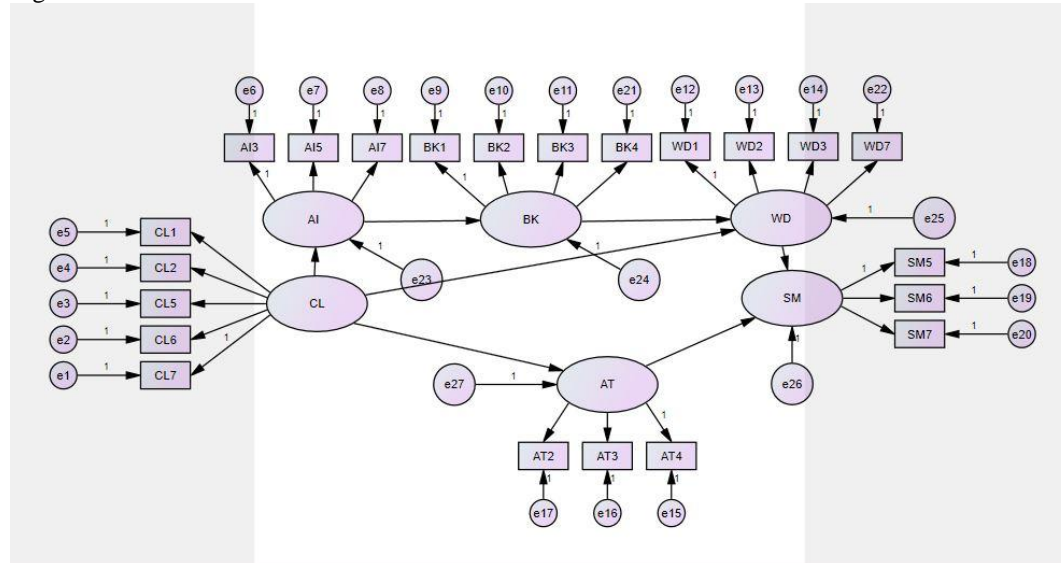 e6 e7 e8 e9 e10 e11 e21 e12 e13 e14 e22
1 1 1 1 1 1 1 1 1 1 1
AI3 AI5 AI7 BK1 BK2 BK3 BK4 WD1 WD2 WD3 WD7
1 1 1
AI BK WD 1 e25
e5 1 CL1
1 1
e4 1 CL2 e23 e24 SM5 1 e18
1
e3 1 CL5 CL SM SM6 1 e19
e2 1 CL6 1 SM7 1 e20
1
e1 1 CL7 e27 1 AT e26
1
AT2 AT3 AT4
1 1 1
e17 e16 e15